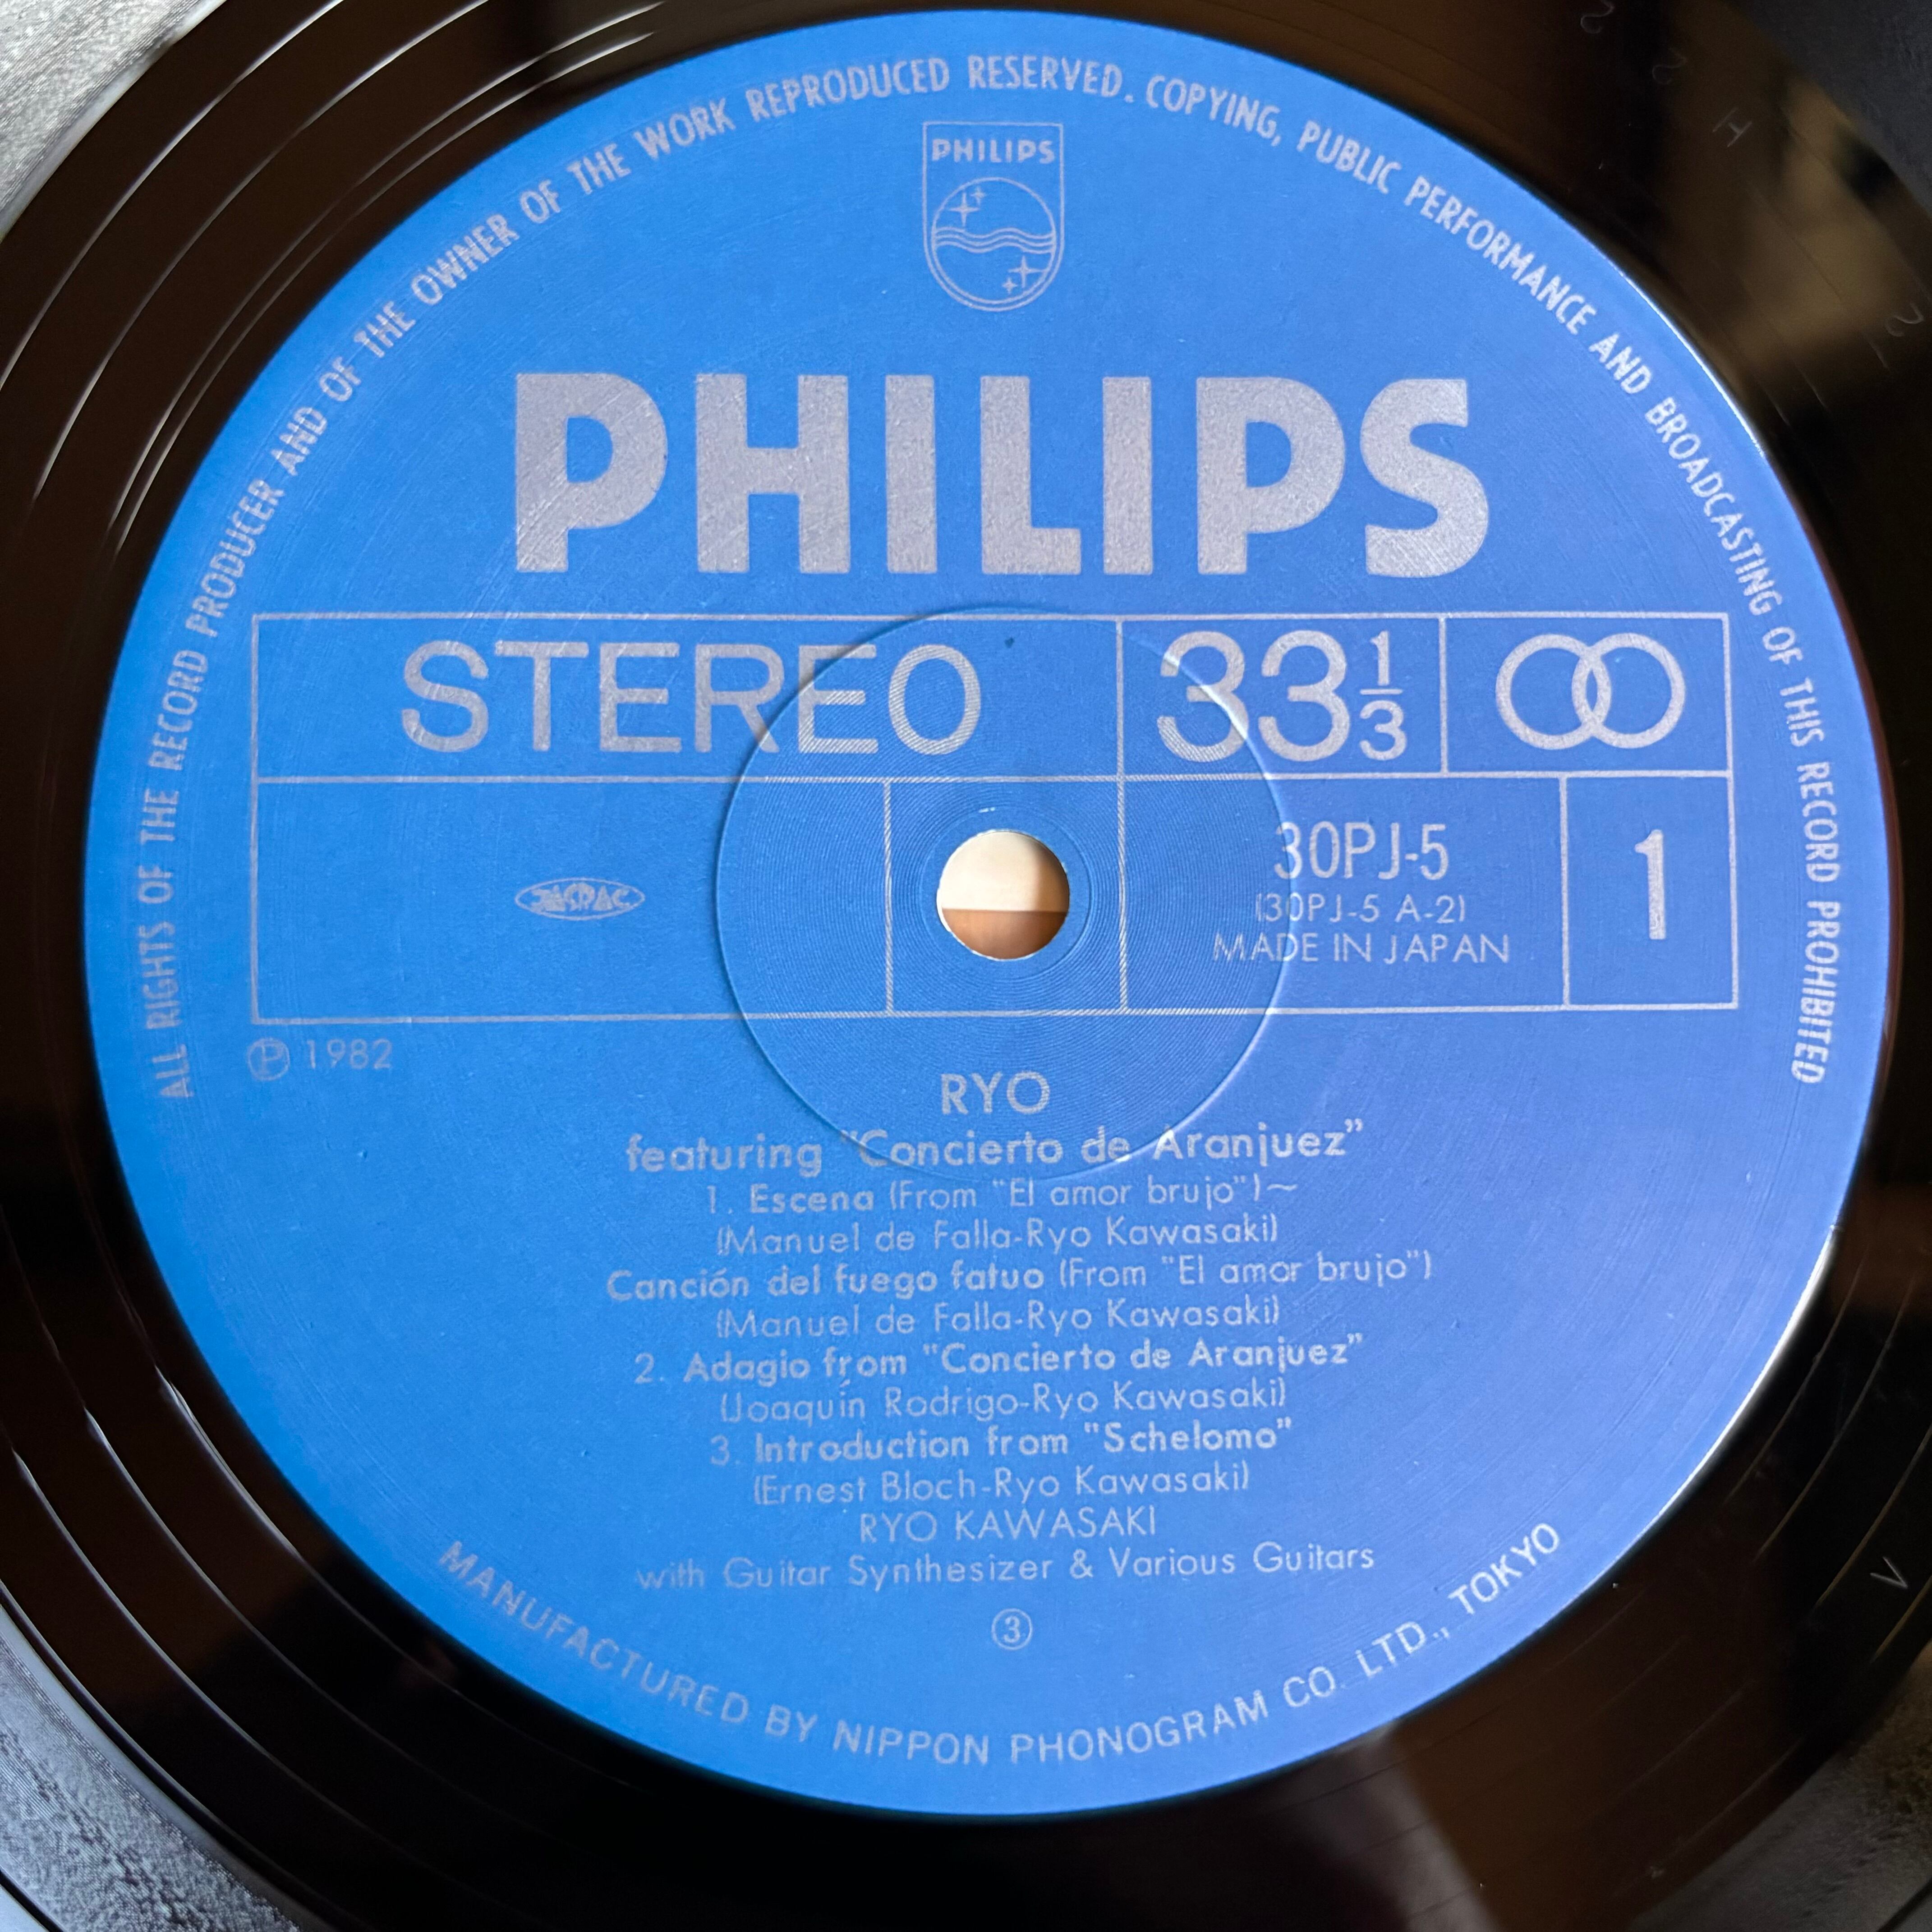 ALL RIGHTS OF THE RECORD PRODUCER AND OF THE OWNER OF THE WORK REPRODUCED RESERVED. COPYING, PUBLIC PERFORMANCE AND BROADCASTING OF THIS RECORD PROHIBITED
PHILIPS
PHILIPS
STEREO
33 1/3
JASRAC
30PJ-5
(30PJ-5 A-2)
MADE IN JAPAN
1
Ⓟ 1982
RYO
featuring "Concierto de Aranjuez"
1. Escena (From "El amor brujo")~
(Manuel de Falla-Ryo Kawasaki)
Canción del fuego fatuo (From "El amor brujo")
(Manuel de Falla-Ryo Kawasaki)
2. Adagio from "Concierto de Aranjuez"
(Joaquín Rodrigo-Ryo Kawasaki)
3. Introduction from "Schelomo"
(Ernest Bloch-Ryo Kawasaki)
RYO KAWASAKI
with Guitar Synthesizer & Various Guitars
③
MANUFACTURED BY NIPPON PHONOGRAM CO. LTD., TOKYO